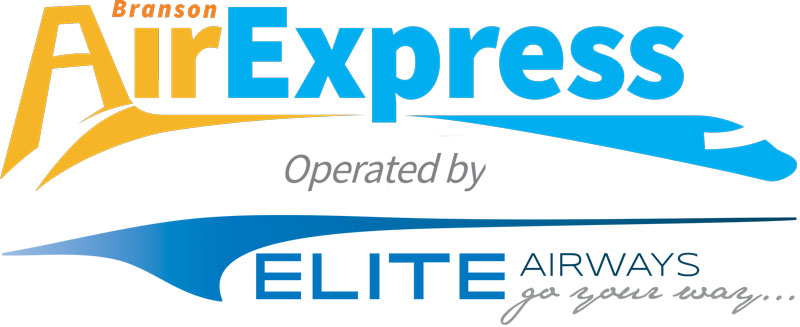 Branson
AirExpress
Operated by
ELITE AIRWAYS
go your way...